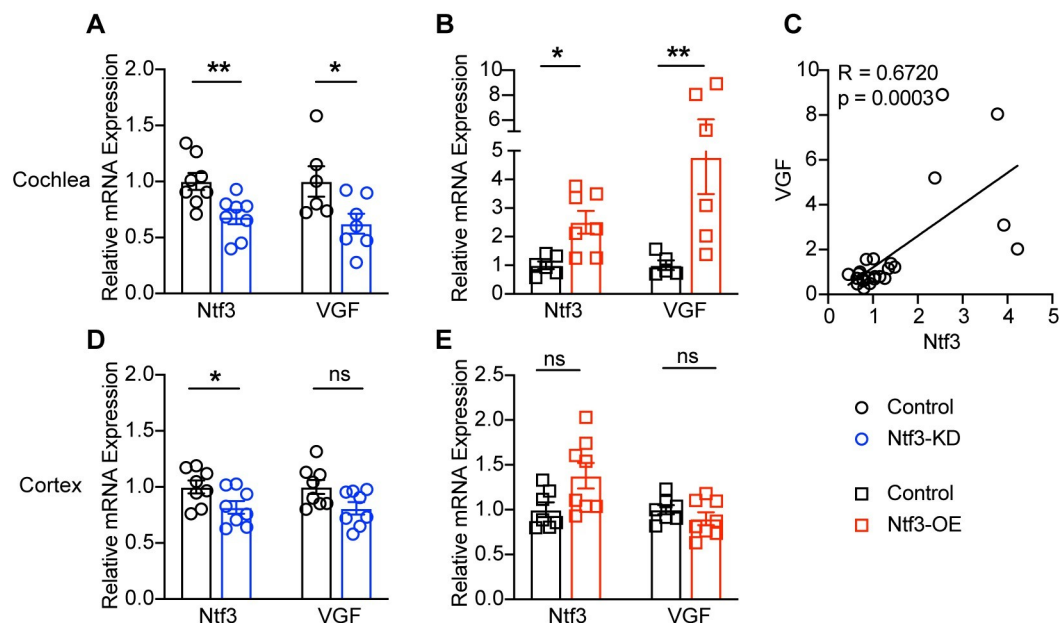 A
Cochlea
Relative mRNA Expression
2.0
1.5
1.0
0.5
0.0
**
*
Ntf3
VGF
B
Relative mRNA Expression
10
8
6
5
4
3
2
1
0
*
**
Ntf3
VGF
C
VGF
10
8
6
4
2
0
R = 0.6720
p = 0.0003
0 1 2 3 4 5
Ntf3
D
Cortex
Relative mRNA Expression
2.0
1.5
1.0
0.5
0.0
*
ns
Ntf3
VGF
E
Relative mRNA Expression
2.5
2.0
1.5
1.0
0.5
0.0
ns
ns
Ntf3
VGF
Control
Ntf3-KD
Control
Ntf3-OE